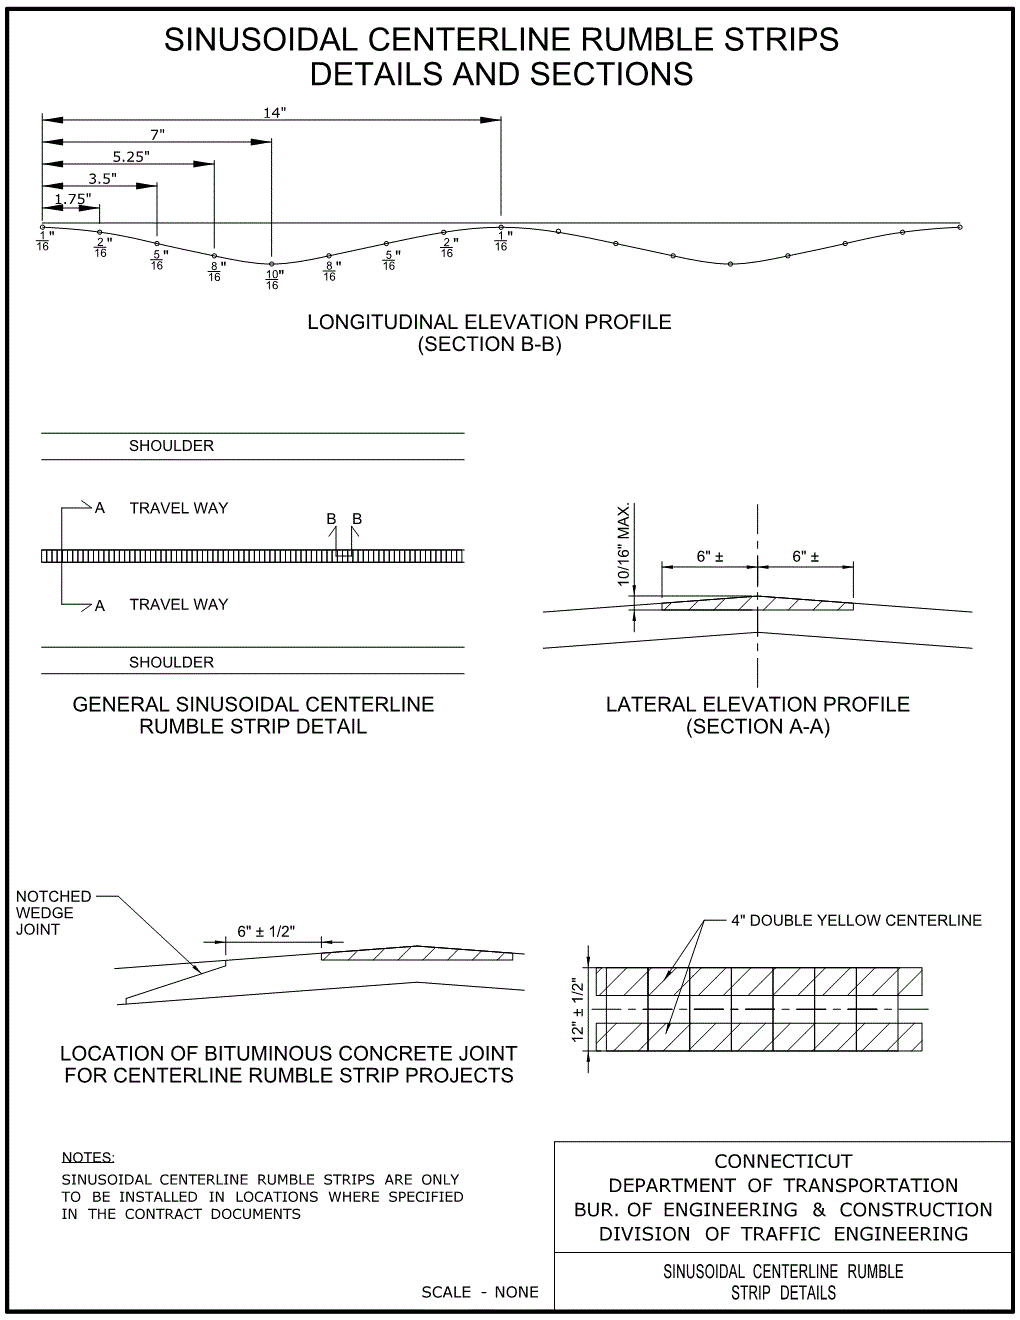 SINUSOIDAL CENTERLINE RUMBLE STRIPS
DETAILS AND SECTIONS
14"
7"
5.25"
3.5"
1.75"
1/16" 2/16" 5/16" 8/16" 10/16" 8/16" 5/16" 2/16" 1/16"
LONGITUDINAL ELEVATION PROFILE
(SECTION B-B)
SHOULDER
A TRAVEL WAY
B B
A TRAVEL WAY
SHOULDER
GENERAL SINUSOIDAL CENTERLINE
RUMBLE STRIP DETAIL
10/16" MAX.
6" ± 6" ±
LATERAL ELEVATION PROFILE
(SECTION A-A)
NOTCHED
WEDGE
JOINT
6" ± 1/2"
LOCATION OF BITUMINOUS CONCRETE JOINT
FOR CENTERLINE RUMBLE STRIP PROJECTS
4" DOUBLE YELLOW CENTERLINE
12" ± 1/2"
NOTES:
SINUSOIDAL CENTERLINE RUMBLE STRIPS ARE ONLY
TO BE INSTALLED IN LOCATIONS WHERE SPECIFIED
IN THE CONTRACT DOCUMENTS
SCALE - NONE
CONNECTICUT
DEPARTMENT OF TRANSPORTATION
BUR. OF ENGINEERING & CONSTRUCTION
DIVISION OF TRAFFIC ENGINEERING
SINUSOIDAL CENTERLINE RUMBLE
STRIP DETAILS